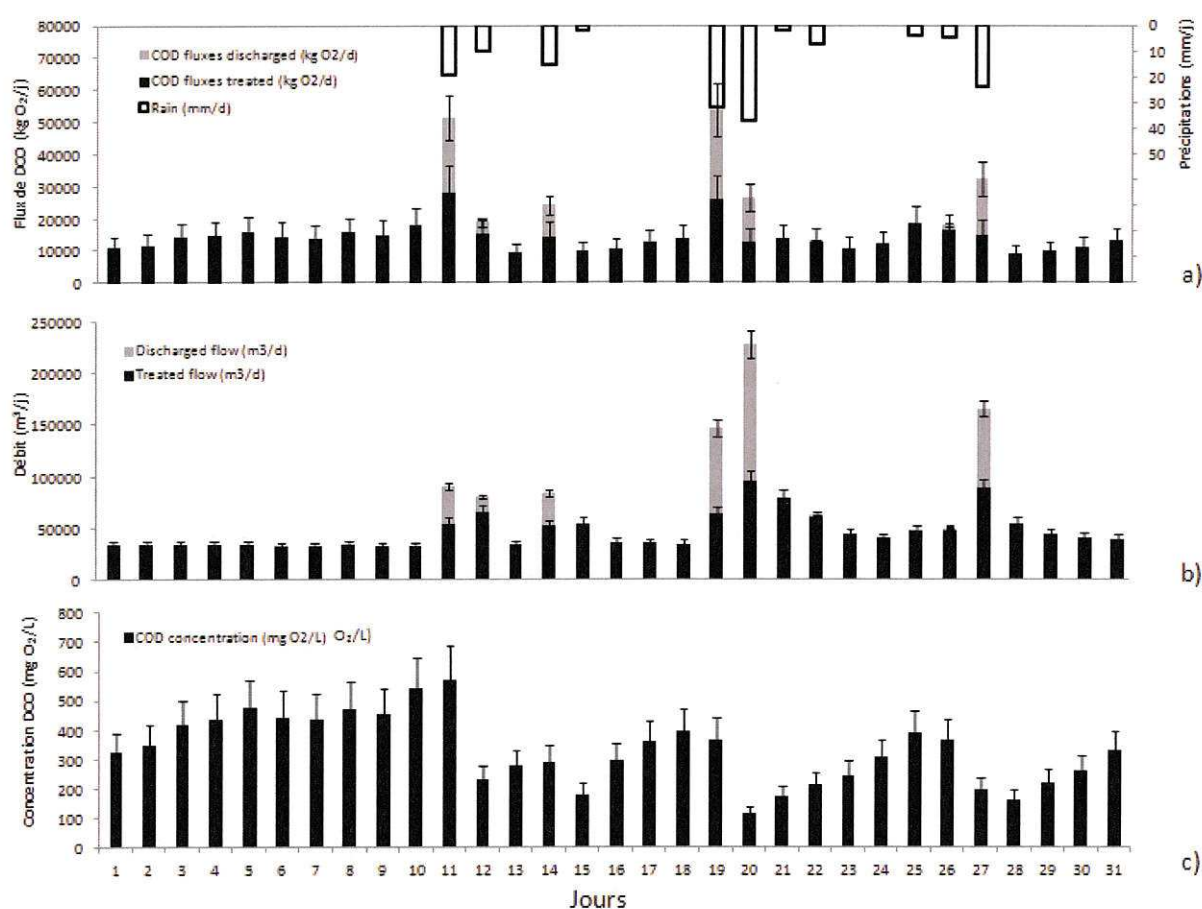 80000
70000
60000
50000
40000
30000
20000
10000
0
Flux de DCO (kg O₂/j)
COD fluxes discharged (kg O2/d)
COD fluxes treated (kg O2/d)
Rain (mm/d)
0
10
20
30
40
50
Précipitations (mm/j)
a)
250000
200000
150000
100000
50000
0
Débit (m³/j)
Discharged flow (m3/d)
Treated flow (m3/d)
b)
800
700
600
500
400
300
200
100
0
Concentration DCO (mg O₂/L)
COD concentration (mg O2/L) O₂/L)
1 2 3 4 5 6 7 8 9 10 11 12 13 14 15 16 17 18 19 20 21 22 23 24 25 26 27 28 29 30 31
Jours
c)